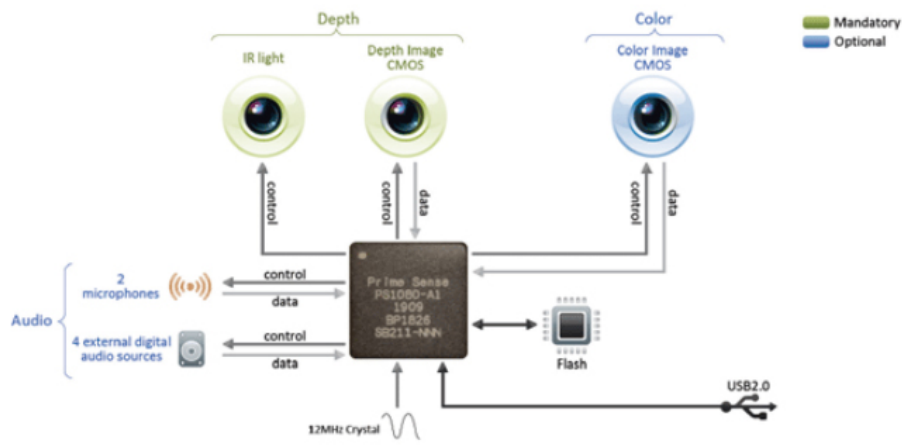 Depth
Color
Mandatory
Optional
IR light
Depth Image
CMOS
Color Image
CMOS
control
control
data
control
data
Prime Sense
PS1080-A1
1909
BP1826
SB211-NNN
Audio
2
microphones
control
data
4 external digital
audio sources
control
data
Flash
USB2.0
12MHz Crystal